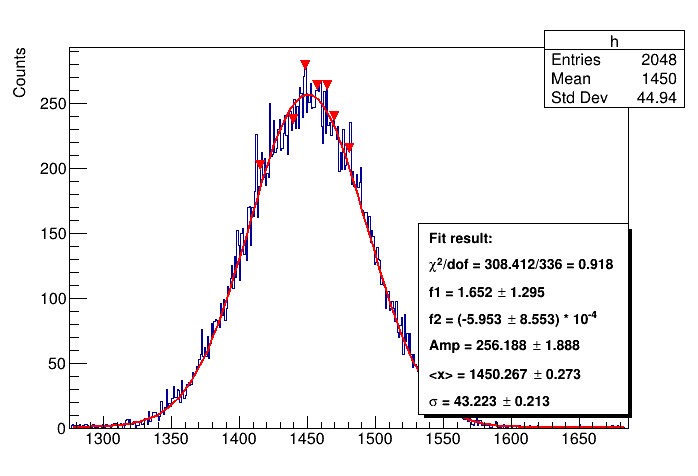 h
Entries 2048
Mean 1450
Std Dev 44.94
Counts
250
200
150
100
50
0
Fit result:
χ²/dof = 308.412/336 = 0.918
f1 = 1.652 ± 1.295
f2 = (-5.953 ± 8.553) * 10⁻⁴
Amp = 256.188 ± 1.888
<x> = 1450.267 ± 0.273
σ = 43.223 ± 0.213
1300 1350 1400 1450 1500 1550 1600 1650